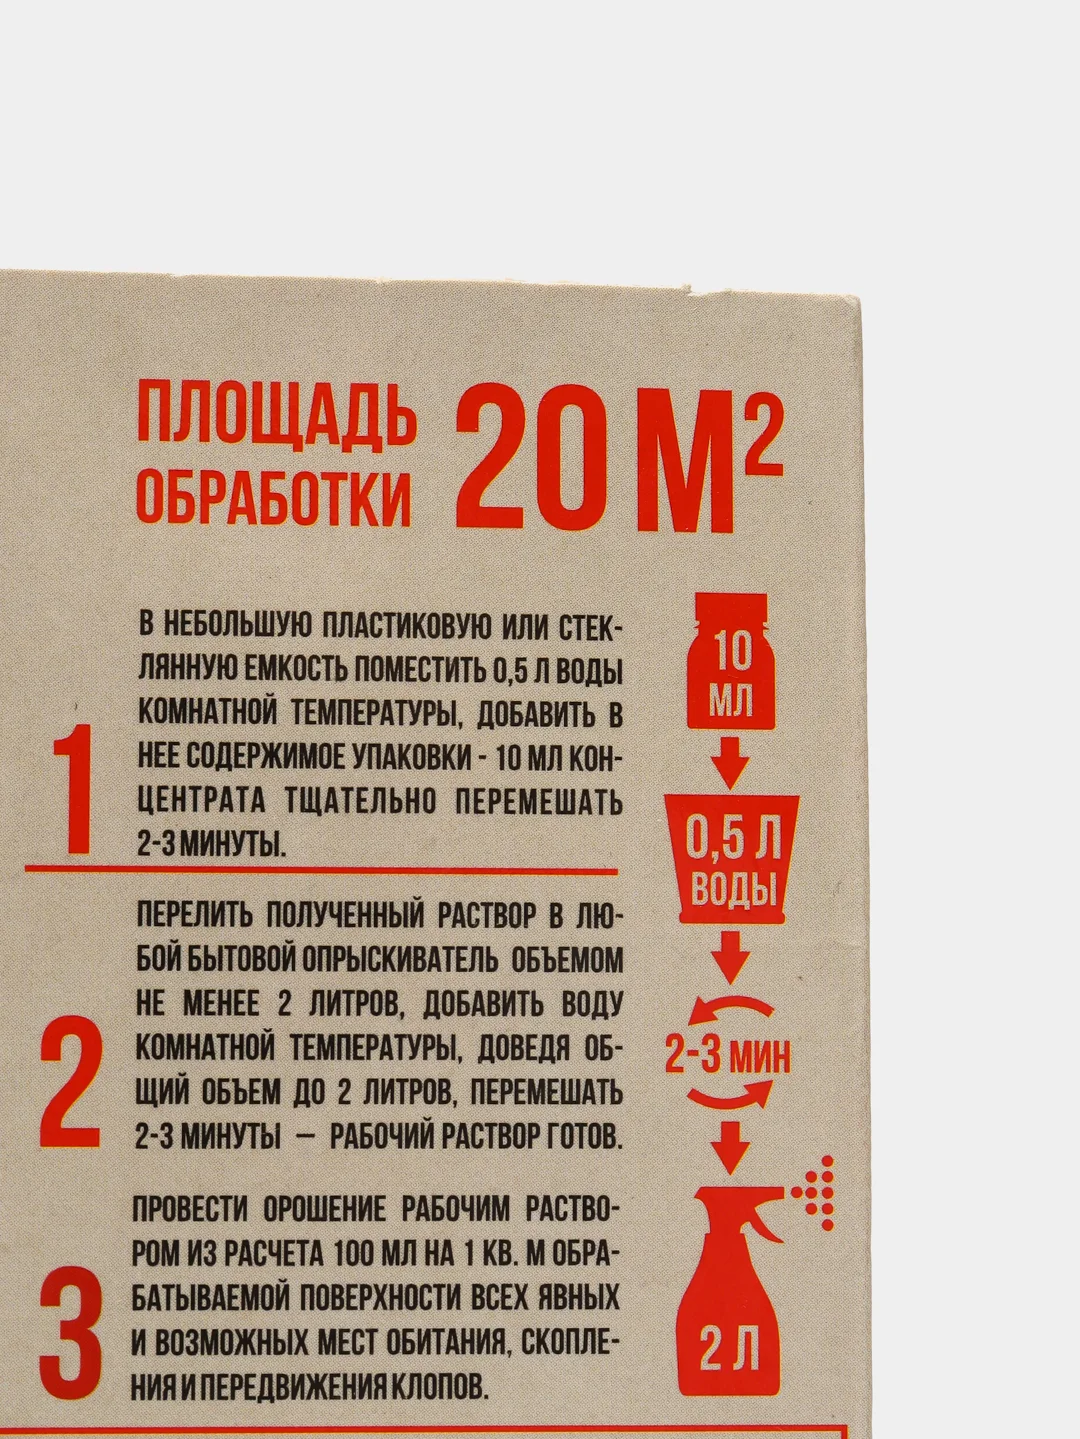 ПЛОЩАДЬ
ОБРАБОТКИ
20 М²
1
В НЕБОЛЬШУЮ ПЛАСТИКОВУЮ ИЛИ СТЕК-
ЛЯННУЮ ЕМКОСТЬ ПОМЕСТИТЬ 0,5 Л ВОДЫ
КОМНАТНОЙ ТЕМПЕРАТУРЫ, ДОБАВИТЬ В
НЕЕ СОДЕРЖИМОЕ УПАКОВКИ - 10 МЛ КОН-
ЦЕНТРАТА ТЩАТЕЛЬНО ПЕРЕМЕШАТЬ
2-3 МИНУТЫ.
2
ПЕРЕЛИТЬ ПОЛУЧЕННЫЙ РАСТВОР В ЛЮ-
БОЙ БЫТОВОЙ ОПРЫСКИВАТЕЛЬ ОБЪЕМОМ
НЕ МЕНЕЕ 2 ЛИТРОВ, ДОБАВИТЬ ВОДУ
КОМНАТНОЙ ТЕМПЕРАТУРЫ, ДОВЕДЯ ОБ-
ЩИЙ ОБЪЕМ ДО 2 ЛИТРОВ, ПЕРЕМЕШАТЬ
2-3 МИНУТЫ – РАБОЧИЙ РАСТВОР ГОТОВ.
3
ПРОВЕСТИ ОРОШЕНИЕ РАБОЧИМ РАСТВО-
РОМ ИЗ РАСЧЕТА 100 МЛ НА 1 КВ. М ОБРА-
БАТЫВАЕМОЙ ПОВЕРХНОСТИ ВСЕХ ЯВНЫХ
И ВОЗМОЖНЫХ МЕСТ ОБИТАНИЯ, СКОПЛЕ-
НИЯ И ПЕРЕДВИЖЕНИЯ КЛОПОВ.
10
МЛ
0,5 Л
ВОДЫ
2-3 МИН
2 Л